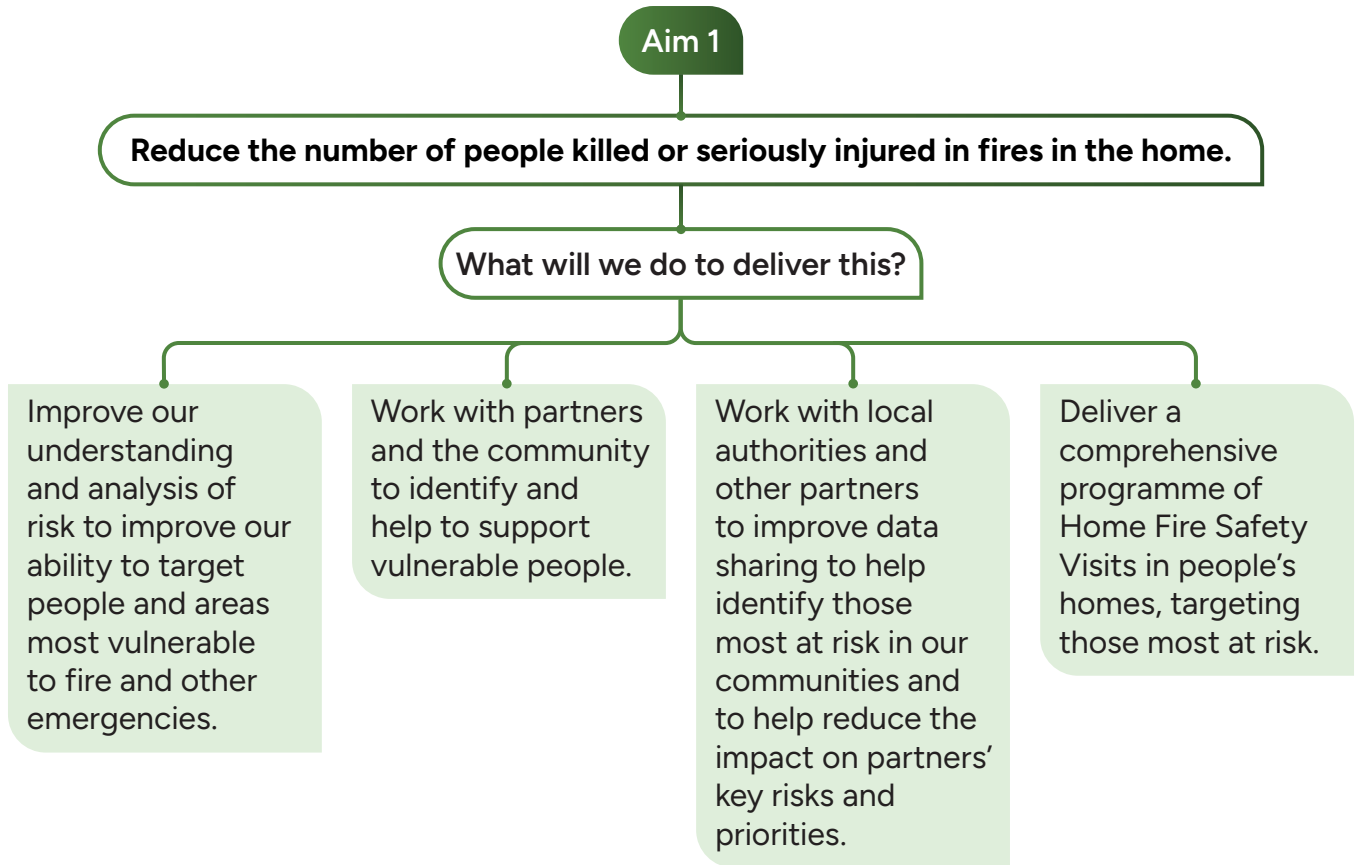 Aim 1
Reduce the number of people killed or seriously injured in fires in the home.
What will we do to deliver this?
Improve our
understanding
and analysis of
risk to improve our
ability to target
people and areas
most vulnerable
to fire and other
emergencies.
Work with partners
and the community
to identify and
help to support
vulnerable people.
Work with local
authorities and
other partners
to improve data
sharing to help
identify those
most at risk in our
communities and
to help reduce the
impact on partners’
key risks and
priorities.
Deliver a
comprehensive
programme of
Home Fire Safety
Visits in people’s
homes, targeting
those most at risk.